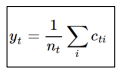 y_t = \frac{1}{n_t} \sum_i c_{ti}